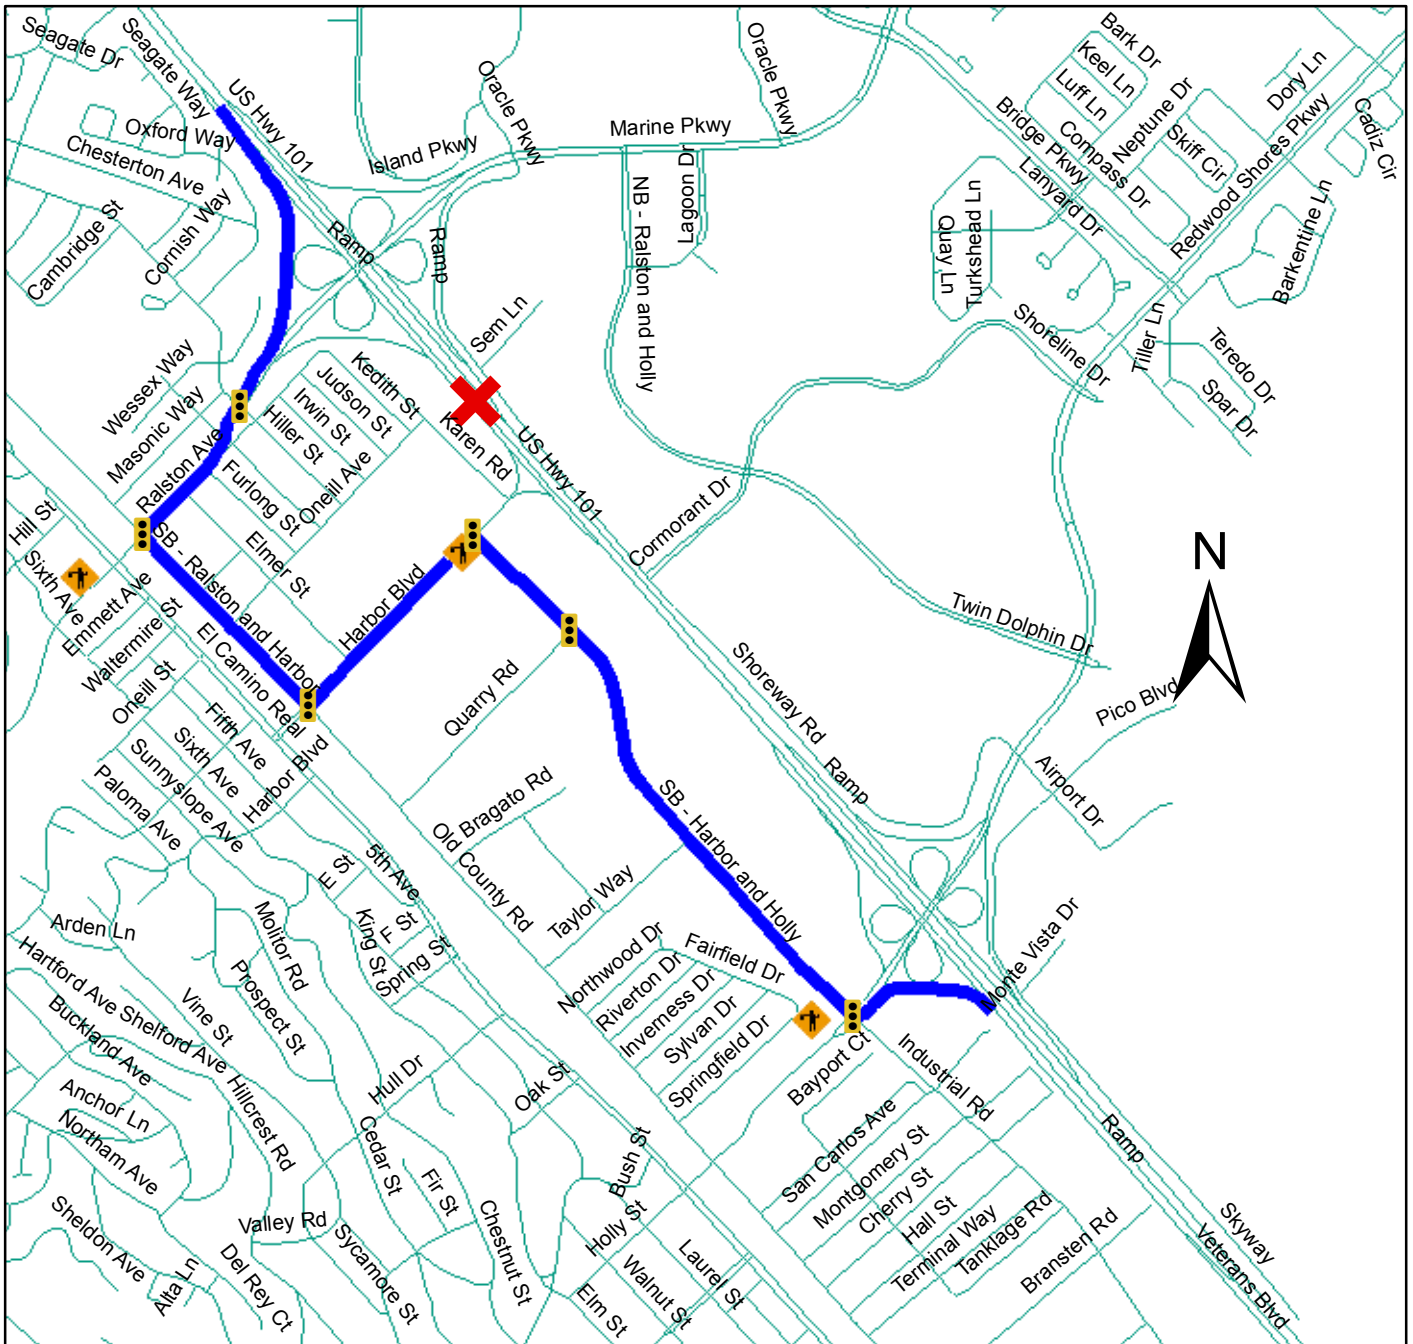 Seagate Dr
Seagate Way
US Hwy 101
Oxford Way
Chesterton Ave
Cambridge St
Cornish Way
Island Pkwy
Oracle Pkwy
Marine Pkwy
Oracle Pkwy
Ramp
Ramp
NB - Ralston and Holly
Lagoon Dr
Bark Dr
Keel Ln
Luff Ln
Bridge Pkwy
Compass Dr
Neptune Dr
Skiff Cir
Dory Ln
Redwood Shores Pkwy
Cadiz Cir
Lanyard Dr
Quay Ln
Turkshead Ln
Barkentine Ln
Shoreline Dr
Tiller Ln
Teredo Dr
Spar Dr
Sem Ln
Wessex Way
Masonic Way
Ralston Ave
Kedith St
Judson St
Irwin St
Hiller St
Oneill Ave
Furlong St
Karen Rd
US Hwy 101
Cormorant Dr
Twin Dolphin Dr
N
Hill St
Sixth Ave
Emmett Ave
Waltermire St
Oneill St
SB - Ralston and Harbor
Elmer St
Harbor Blvd
El Camino Real
Quarry Rd
Shoreway Rd
Ramp
Pico Blvd
Airport Dr
Fifth Ave
Sixth Ave
Sunnyslope Ave
Paloma Ave
Harbor Blvd
Old Bragato Rd
Old County Rd
SB - Harbor and Holly
Taylor Way
E St
5th Ave
F St
King St
Spring St
Arden Ln
Molitor Rd
Prospect St
Hartford Ave
Shelford Ave
Vine St
Buckland Ave
Anchor Ln
Northam Ave
Hillcrest Rd
Hull Dr
Cedar St
Fir St
Oak St
Northwood Dr
Fairfield Dr
Riverton Dr
Inverness Dr
Sylvan Dr
Springfield Dr
Monte Vista Dr
Bayport Ct
Industrial Rd
San Carlos Ave
Montgomery St
Cherry St
Hall St
Terminal Way
Tanklage Rd
Bransten Rd
Ramp
Skyway
Veterans Blvd
Bush St
Holly St
Laurel St
Walnut St
Elm St
Chestnut St
Valley Rd
Sycamore St
Sheldon Ave
Alta Ln
Del Rey Ct